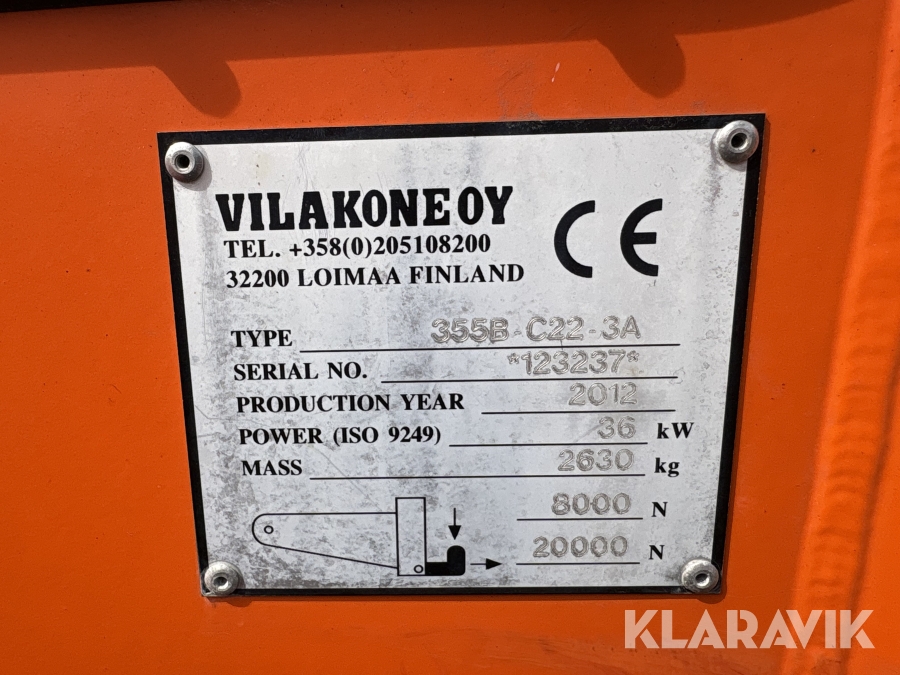 VILAKONE OY
TEL. +358(0)205108200
32200 LOIMAA FINLAND
CE
TYPE 355B-C22-3A
SERIAL NO. *123237*
PRODUCTION YEAR 2012
POWER (ISO 9249) 36 kW
MASS 2630 kg
8000 N
20000 N
KLARAVIK